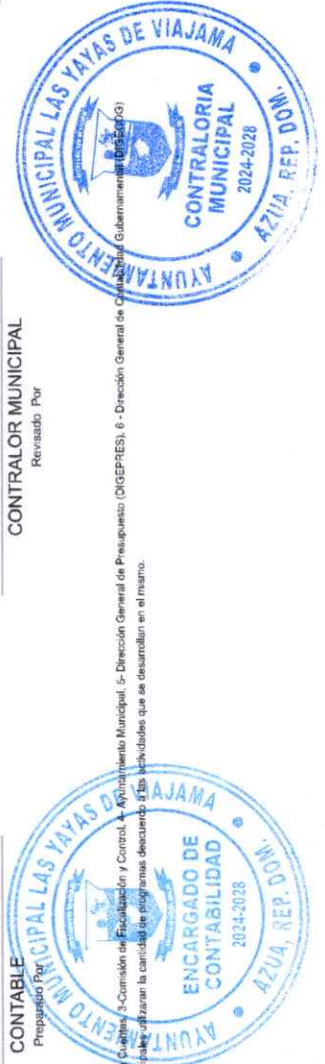 CONTABLE
Preparado Por
CONTRALOR MUNICIPAL
Revisado Por
Cuentas, 3-Comisión de Fiscalización y Control, 4- Ayuntamiento Municipal, 5- Dirección General de Presupuesto (DIGEPRES), 6 - Dirección General de Contabilidad Gubernamental (DIGECOG)
utilizaran la cantidad de programas deacuerdo a las actividades que se desarrollan en el mismo.
MUNICIPAL LAS YAYAS DE VIAJAMA
AYUNTAMIENTO
ENCARGADO DE
CONTABILIDAD
2024-2028
AZUA, REP. DOM.
AYUNTAMIENTO MUNICIPAL LAS YAYAS DE VIAJAMA
CONTRALORIA
MUNICIPAL
2024-2028
AZUA, REP. DOM.